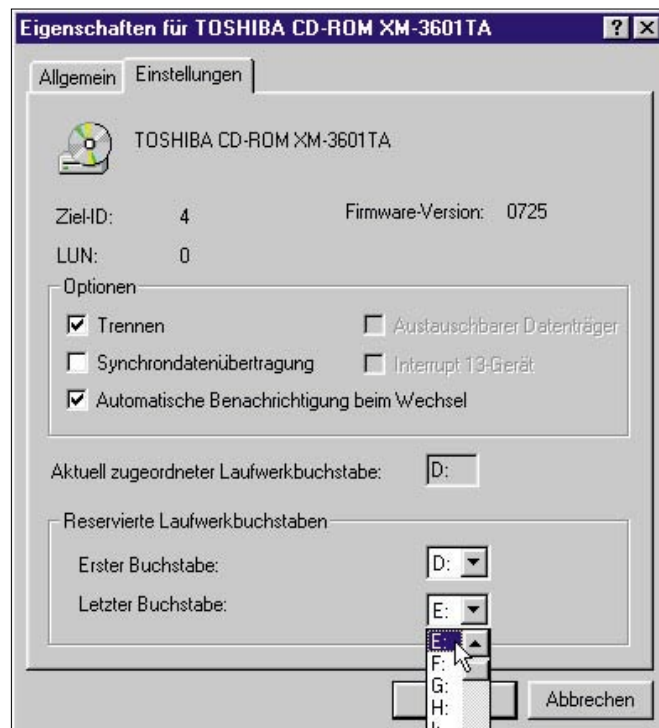 Eigenschaften für TOSHIBA CD-ROM XM-3601TA
Allgemein Einstellungen
TOSHIBA CD-ROM XM-3601TA
Ziel-ID: 4 Firmware-Version: 0725
LUN: 0
Optionen
Trennen Austauschbarer Datenträger
Synchrondatenübertragung Interrupt 13-Gerät
Automatische Benachrichtigung beim Wechsel
Aktuell zugeordneter Laufwerkbuchstabe: D:
Reservierte Laufwerkbuchstaben
Erster Buchstabe: D:
Letzter Buchstabe: E:
E:
F:
G:
H:
Abbrechen